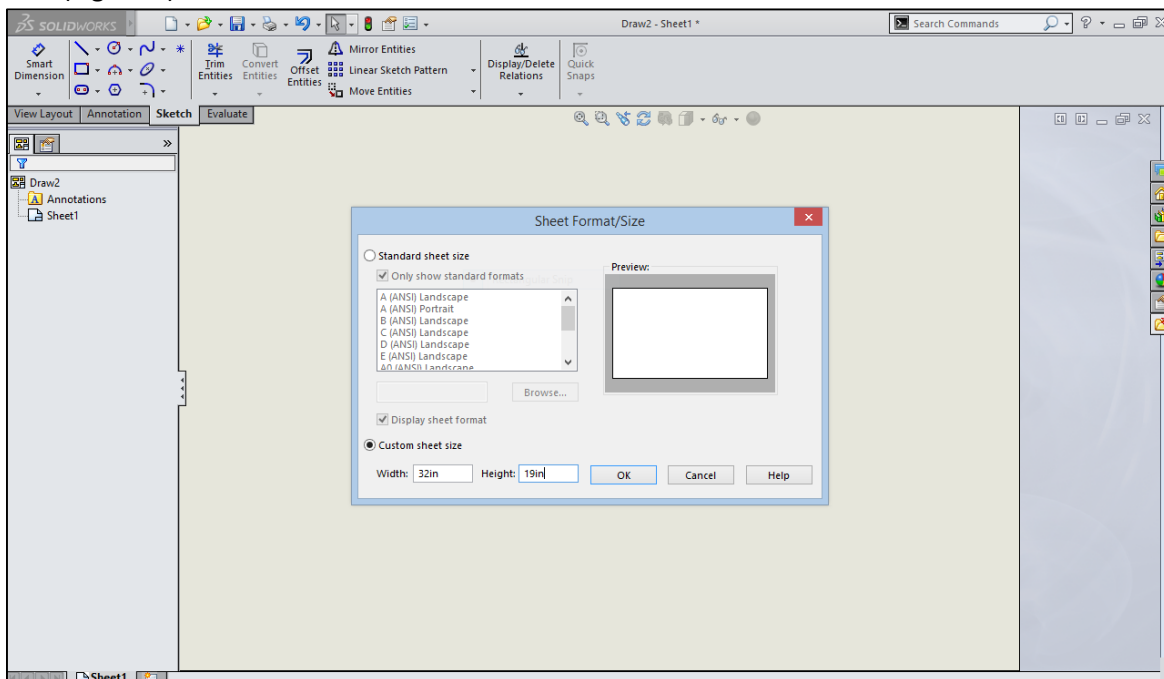 SOLIDWORKS
Draw2 - Sheet1 *
Search Commands
Smart Dimension
Trim Entities
Convert Entities
Offset Entities
Mirror Entities
Linear Sketch Pattern
Move Entities
Display/Delete Relations
Quick Snaps
View Layout Annotation Sketch Evaluate
Draw2
Annotations
Sheet1
Sheet Format/Size
Standard sheet size
Only show standard formats
A (ANSI) Landscape
A (ANSI) Portrait
B (ANSI) Landscape
C (ANSI) Landscape
D (ANSI) Landscape
E (ANSI) Landscape
A0 (ANSI) Landscape
Preview:
Browse...
Display sheet format
Custom sheet size
Width: 32in Height: 19in OK Cancel Help
Sheet1